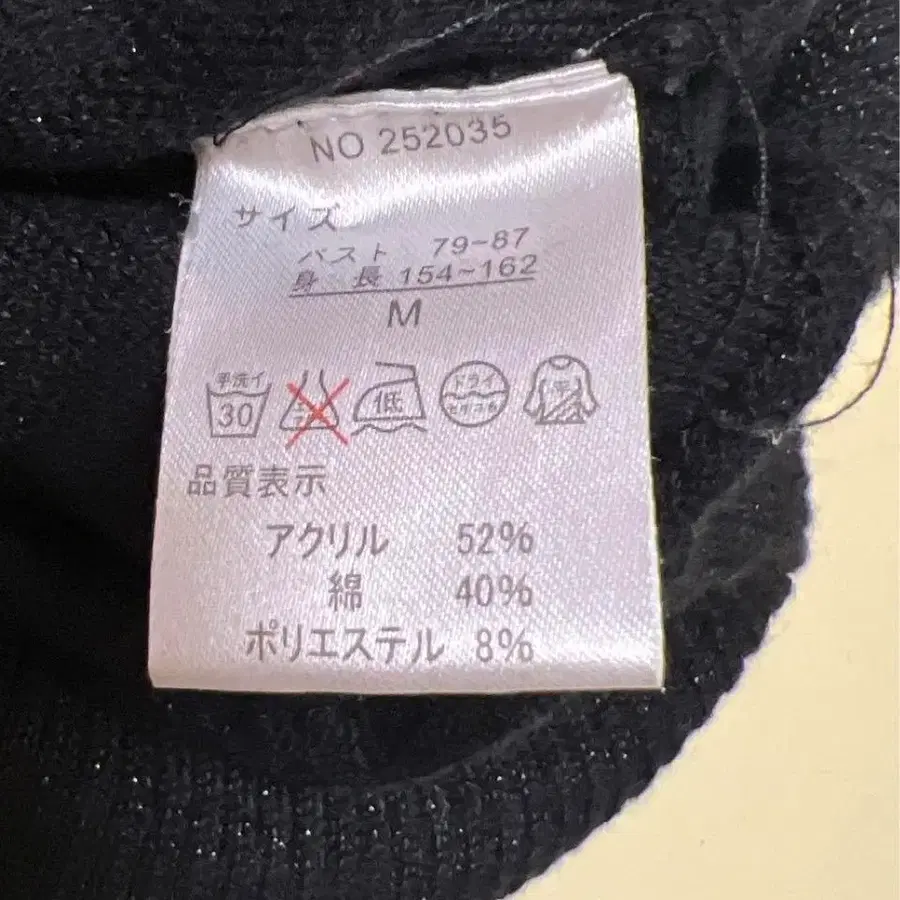 NO 252035
サイズ
バスト 79-87
身 長 154~162
M
手洗イ
30
低
ドライ
平
品質表示
アクリル 52%
綿 40%
ポリエステル 8%